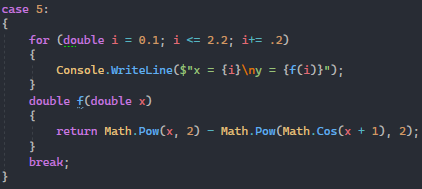 case 5:
{
for (double i = 0.1; i <= 2.2; i+= .2)
{
Console.WriteLine($"x = {i}\ny = {f(i)}");
}
double f(double x)
{
return Math.Pow(x, 2) - Math.Pow(Math.Cos(x + 1), 2);
}
break;
}